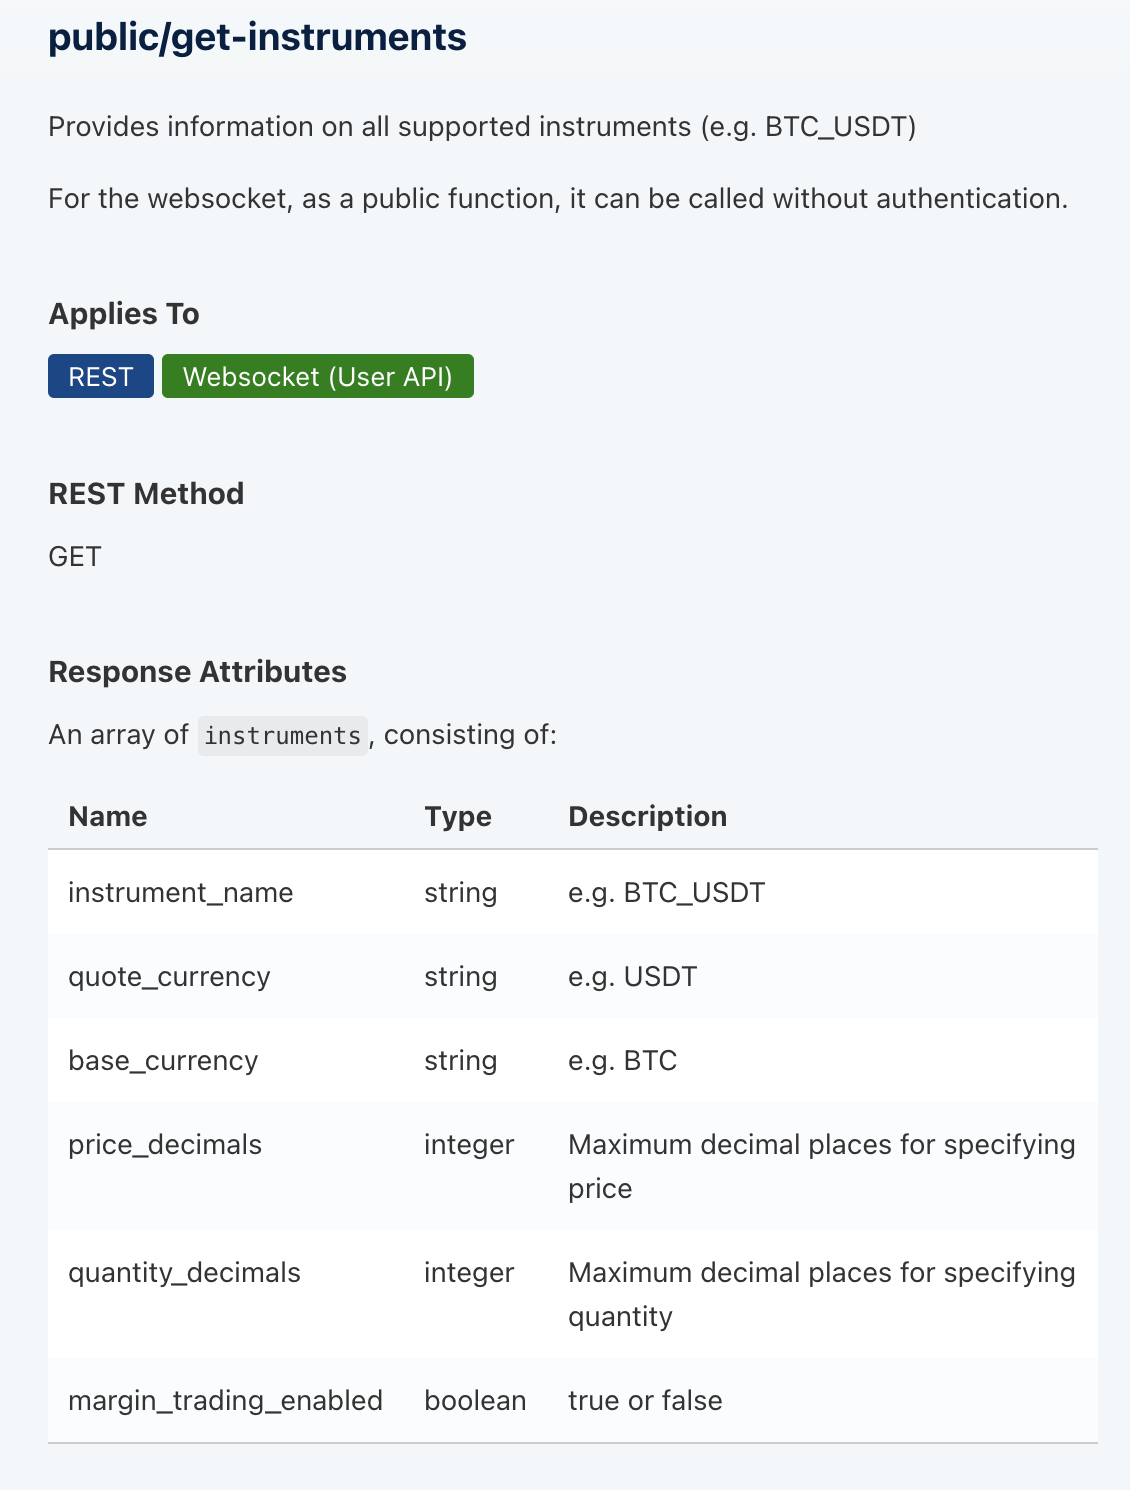 public/get-instruments
Provides information on all supported instruments (e.g. BTC_USDT)
For the websocket, as a public function, it can be called without authentication.
Applies To
REST Websocket (User API)
REST Method
GET
Response Attributes
An array of instruments, consisting of:
Name Type Description
instrument_name string e.g. BTC_USDT
quote_currency string e.g. USDT
base_currency string e.g. BTC
price_decimals integer Maximum decimal places for specifying
price
quantity_decimals integer Maximum decimal places for specifying
quantity
margin_trading_enabled boolean true or false